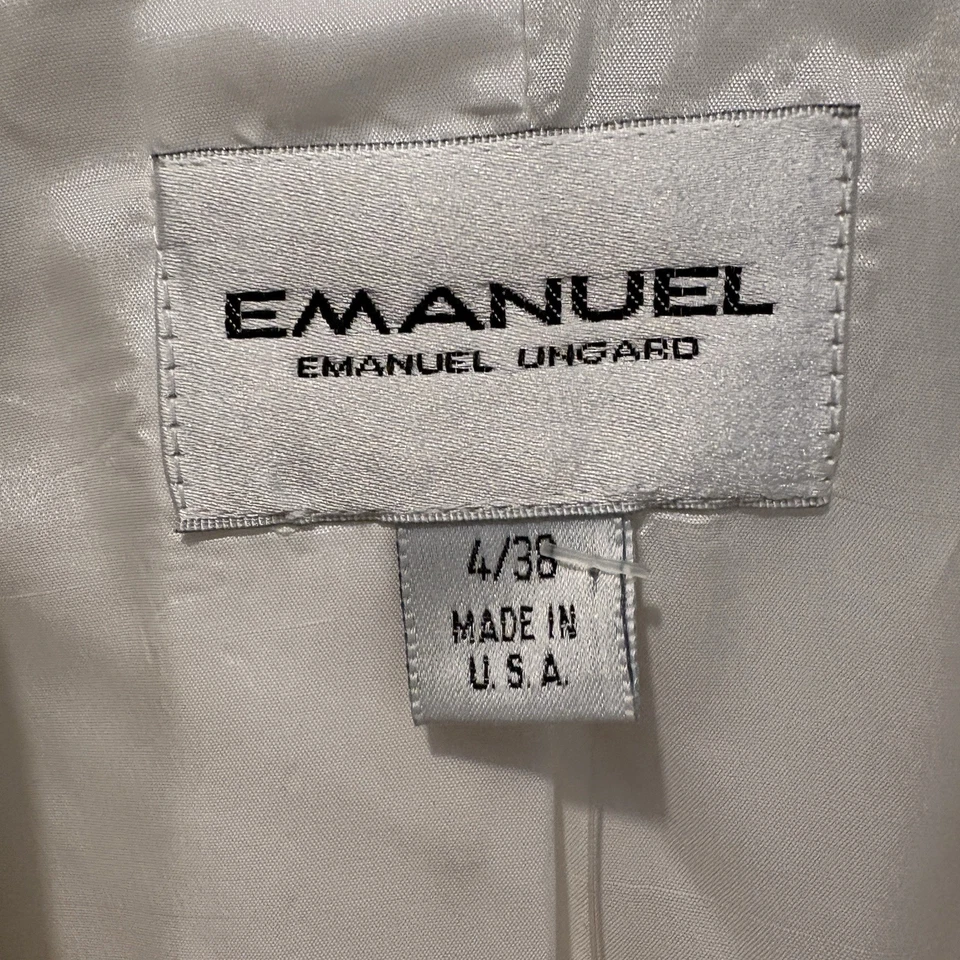 EMANUEL
EMANUEL UNGARO
4/38
MADE IN
U.S.A.